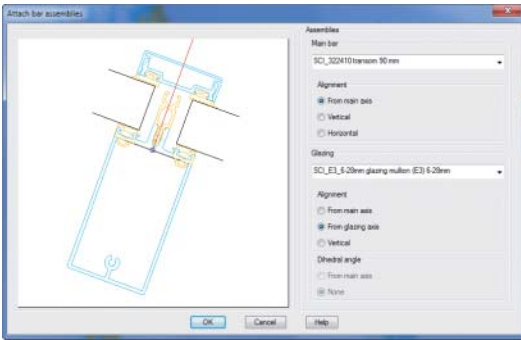 Attach bar assemblies
Assemblies
Main bar
SCI_322410 transom 90 mm
Alignment
From main axis
Vertical
Horizontal
Glazing
SCI_E3_6-28mm glazing mullion (E3) 6-28mm
Alignment
From main axis
From glazing axis
Vertical
Dihedral angle
From main axis
None
OK
Cancel
Help